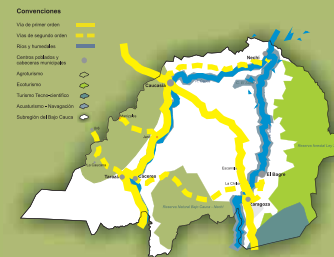 Convenciones
Vía de primer orden
Vías de segundo orden
Ríos y humedales
Centros poblados y
cabeceras municipales
Agroturismo
Ecoturismo
Turismo Tecno-científico
Acuaturismo - Navegación
Subregión del Bajo Cauca
Nechí
Caucasia
Tarazá
Cáceres
El Bagre
Zaragoza